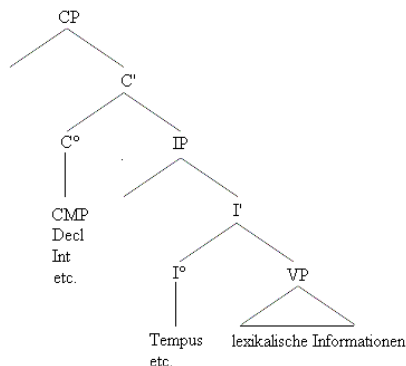 CP
C'
C° IP
CMP
Decl
Int
etc.
I'
I° VP
Tempus
etc.
lexikalische Informationen